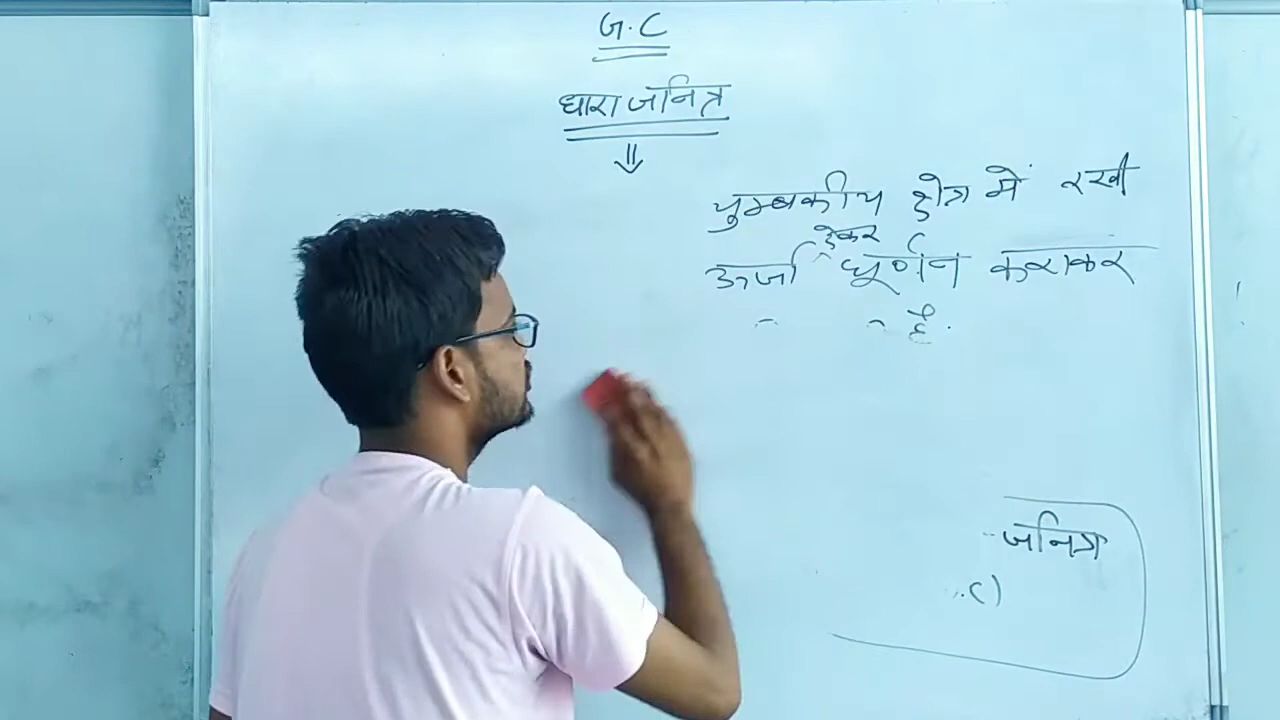 G.C
धारा जनित्र
⇓
चुम्बकीय क्षेत्र में रखी
देकर
ऊर्जा घूर्णन कराकर
है.
जनित्र
.C)